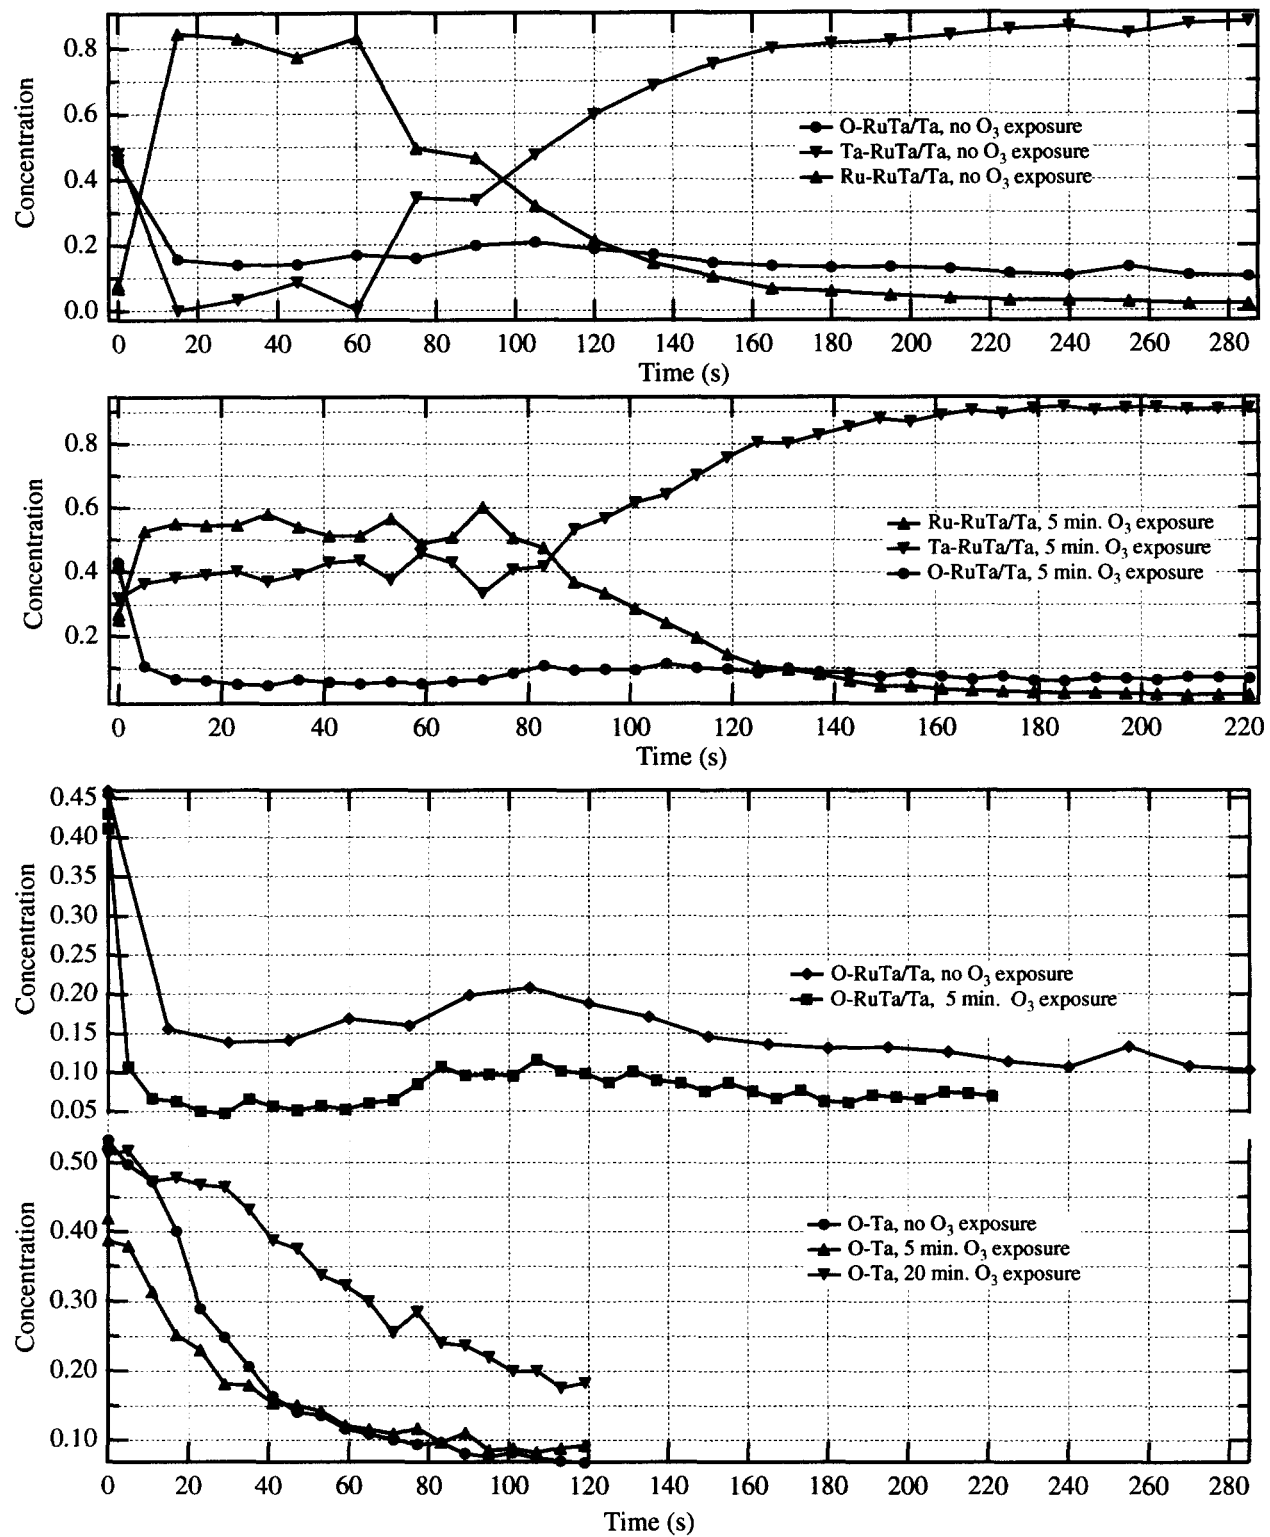 Concentration
0.8
0.6
0.4
0.2
0.0
O-RuTa/Ta, no O₃ exposure
Ta-RuTa/Ta, no O₃ exposure
Ru-RuTa/Ta, no O₃ exposure
0 20 40 60 80 100 120 140 160 180 200 220 240 260 280
Time (s)
Concentration
0.8
0.6
0.4
0.2
Ru-RuTa/Ta, 5 min. O₃ exposure
Ta-RuTa/Ta, 5 min. O₃ exposure
O-RuTa/Ta, 5 min. O₃ exposure
0 20 40 60 80 100 120 140 160 180 200 220
Time (s)
Concentration
0.45
0.40
0.35
0.30
0.25
0.20
0.15
0.10
0.05
O-RuTa/Ta, no O₃ exposure
O-RuTa/Ta, 5 min. O₃ exposure
Concentration
0.50
0.40
0.30
0.20
0.10
O-Ta, no O₃ exposure
O-Ta, 5 min. O₃ exposure
O-Ta, 20 min. O₃ exposure
0 20 40 60 80 100 120 140 160 180 200 220 240 260 280
Time (s)